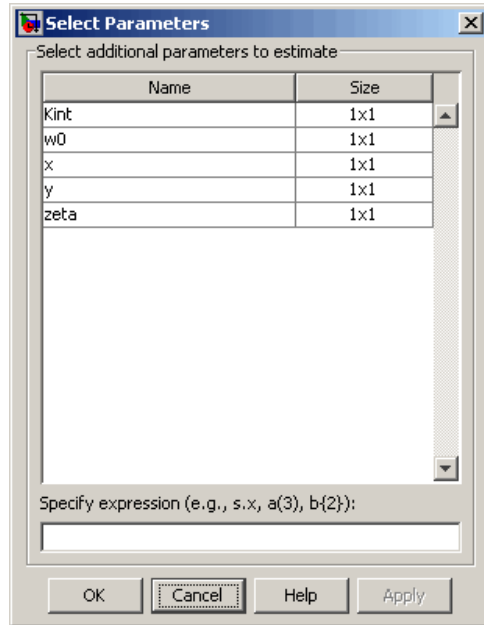 Select Parameters
Select additional parameters to estimate
Name Size
Kint 1x1
w0 1x1
x 1x1
y 1x1
zeta 1x1
Specify expression (e.g., s.x, a(3), b{2}):
OK Cancel Help Apply